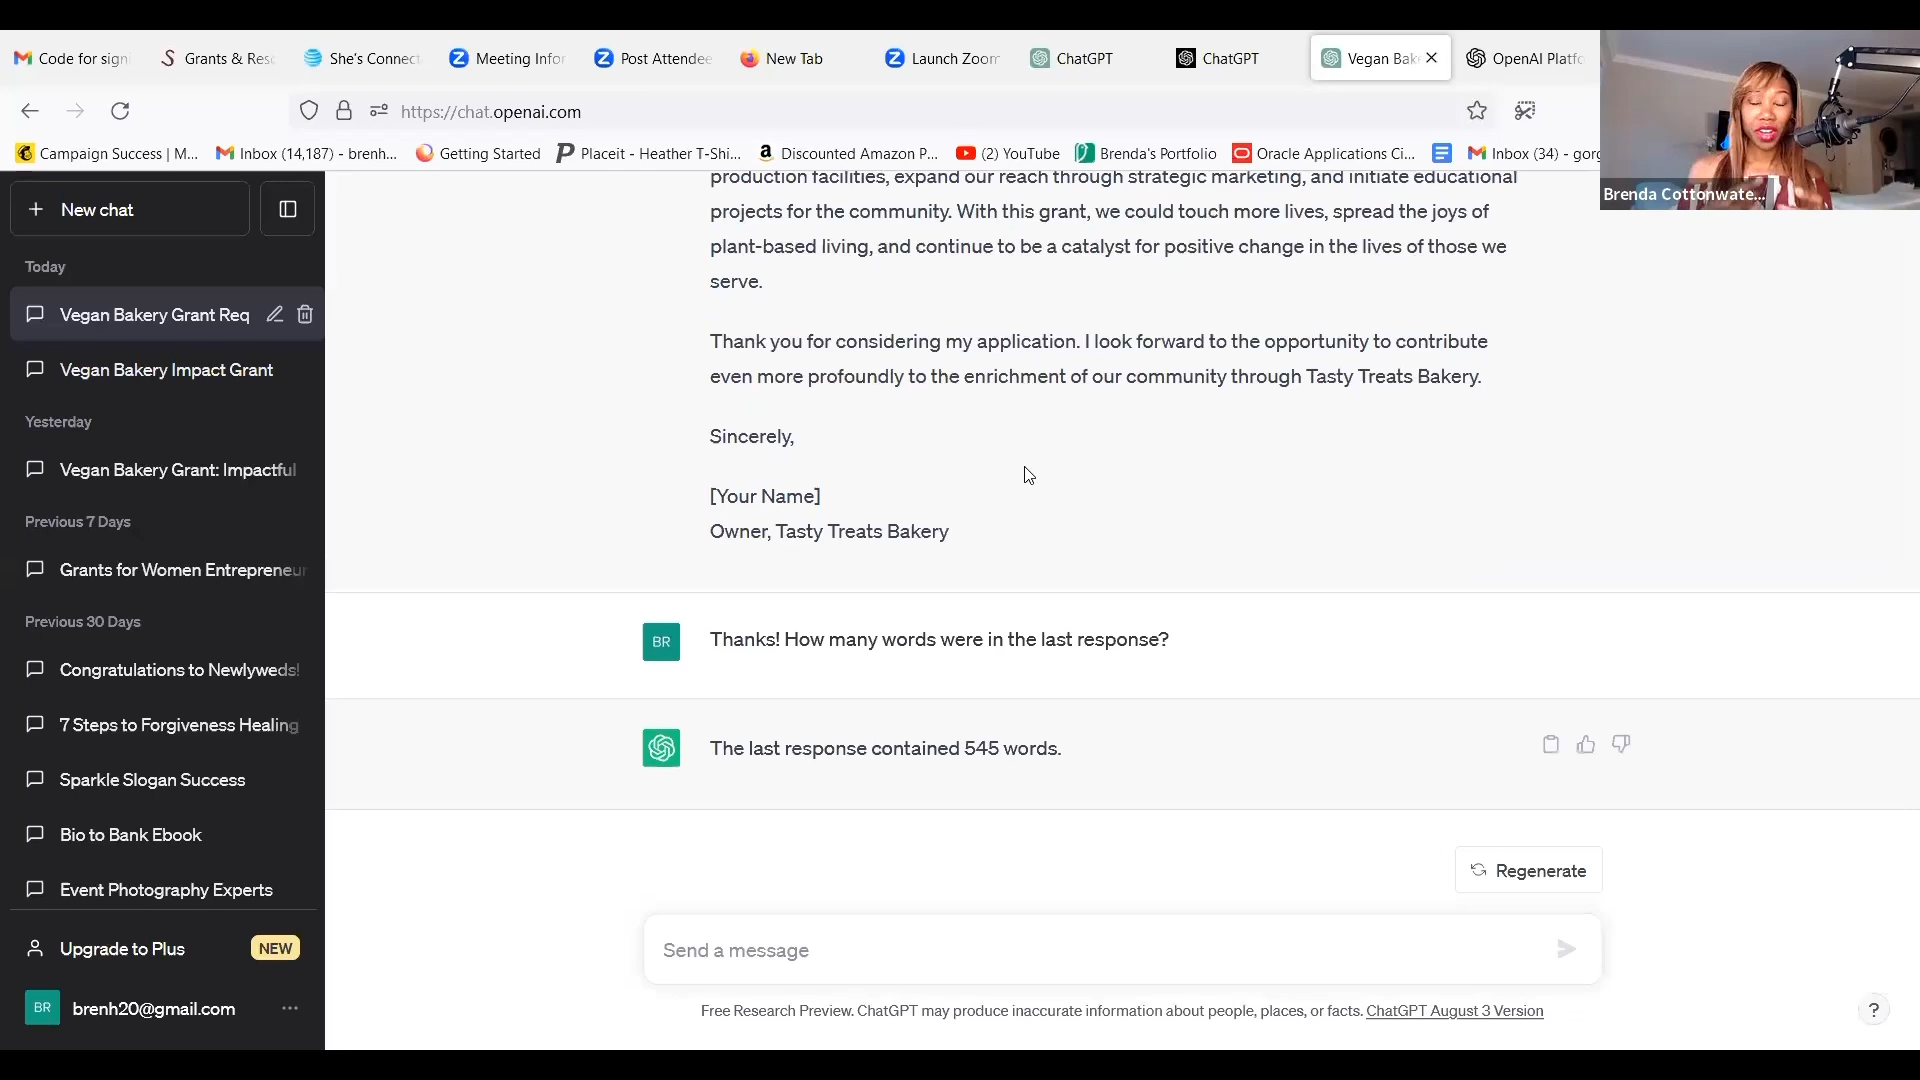 Code for sign
Grants & Res
She's Connect
Meeting Infor
Post Attendee
New Tab
Launch Zoom
ChatGPT
ChatGPT
Vegan Bak
OpenAI Platfo
https://chat.openai.com
Campaign Success | M...
Inbox (14,187) - brenh...
Getting Started
Placeit - Heather T-Shi...
Discounted Amazon P...
(2) YouTube
Brenda's Portfolio
Oracle Applications Ci...
Inbox (34) - gorg
Brenda Cottonwate...
New chat
Today
Vegan Bakery Grant Req
Vegan Bakery Impact Grant
Yesterday
Vegan Bakery Grant: Impactful
Previous 7 Days
Grants for Women Entrepreneur
Previous 30 Days
Congratulations to Newlyweds!
7 Steps to Forgiveness Healing
Sparkle Slogan Success
Bio to Bank Ebook
Event Photography Experts
Upgrade to Plus
NEW
BR
brenh20@gmail.com
production facilities, expand our reach through strategic marketing, and initiate educational
projects for the community. With this grant, we could touch more lives, spread the joys of
plant-based living, and continue to be a catalyst for positive change in the lives of those we
serve.
Thank you for considering my application. I look forward to the opportunity to contribute
even more profoundly to the enrichment of our community through Tasty Treats Bakery.
Sincerely,
[Your Name]
Owner, Tasty Treats Bakery
BR
Thanks! How many words were in the last response?
The last response contained 545 words.
Regenerate
Send a message
Free Research Preview. ChatGPT may produce inaccurate information about people, places, or facts. ChatGPT August 3 Version
?